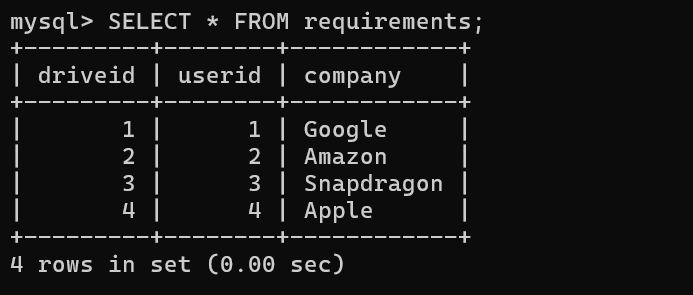 mysql> SELECT * FROM requirements;
+---------+--------+------------+
| driveid | userid | company    |
+---------+--------+------------+
|       1 |      1 | Google     |
|       2 |      2 | Amazon     |
|       3 |      3 | Snapdragon |
|       4 |      4 | Apple      |
+---------+--------+------------+
4 rows in set (0.00 sec)